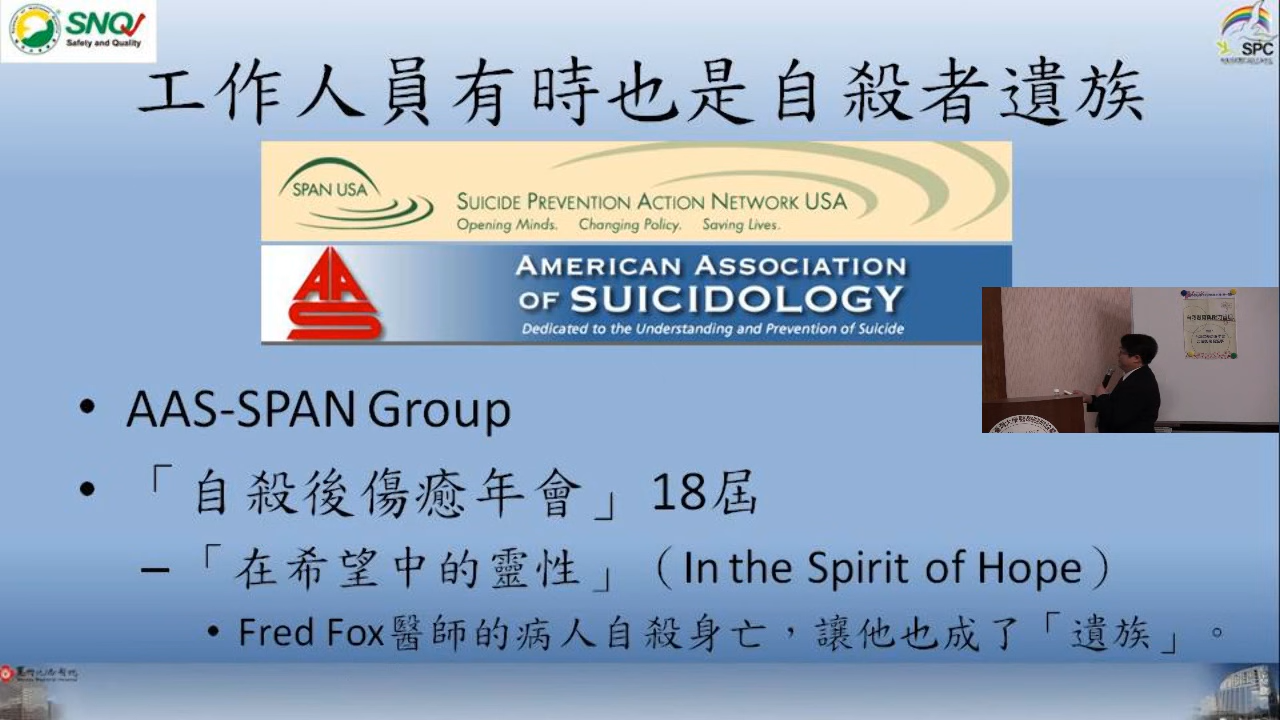 SNQ
Safety and Quality
SPC
工作人員有時也是自殺者遺族
SPAN USA
SUICIDE PREVENTION ACTION NETWORK USA
Opening Minds. Changing Policy. Saving Lives.
AAS
AMERICAN ASSOCIATION
OF SUICIDOLOGY
Dedicated to the Understanding and Prevention of Suicide
• AAS-SPAN Group
• 「自殺後傷癒年會」18屆
– 「在希望中的靈性」（In the Spirit of Hope）
• Fred Fox醫師的病人自殺身亡，讓他也成了「遺族」。